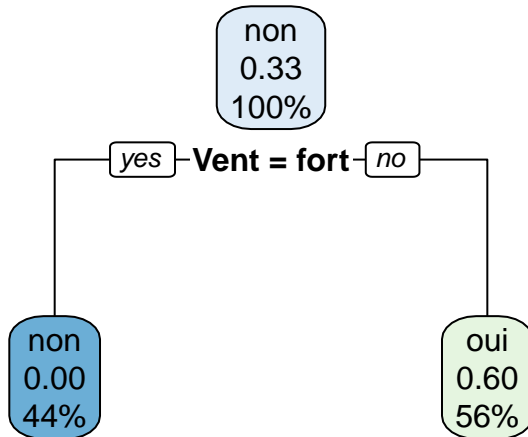 non
0.33
100%
yes Vent = fort no
non
0.00
44%
oui
0.60
56%